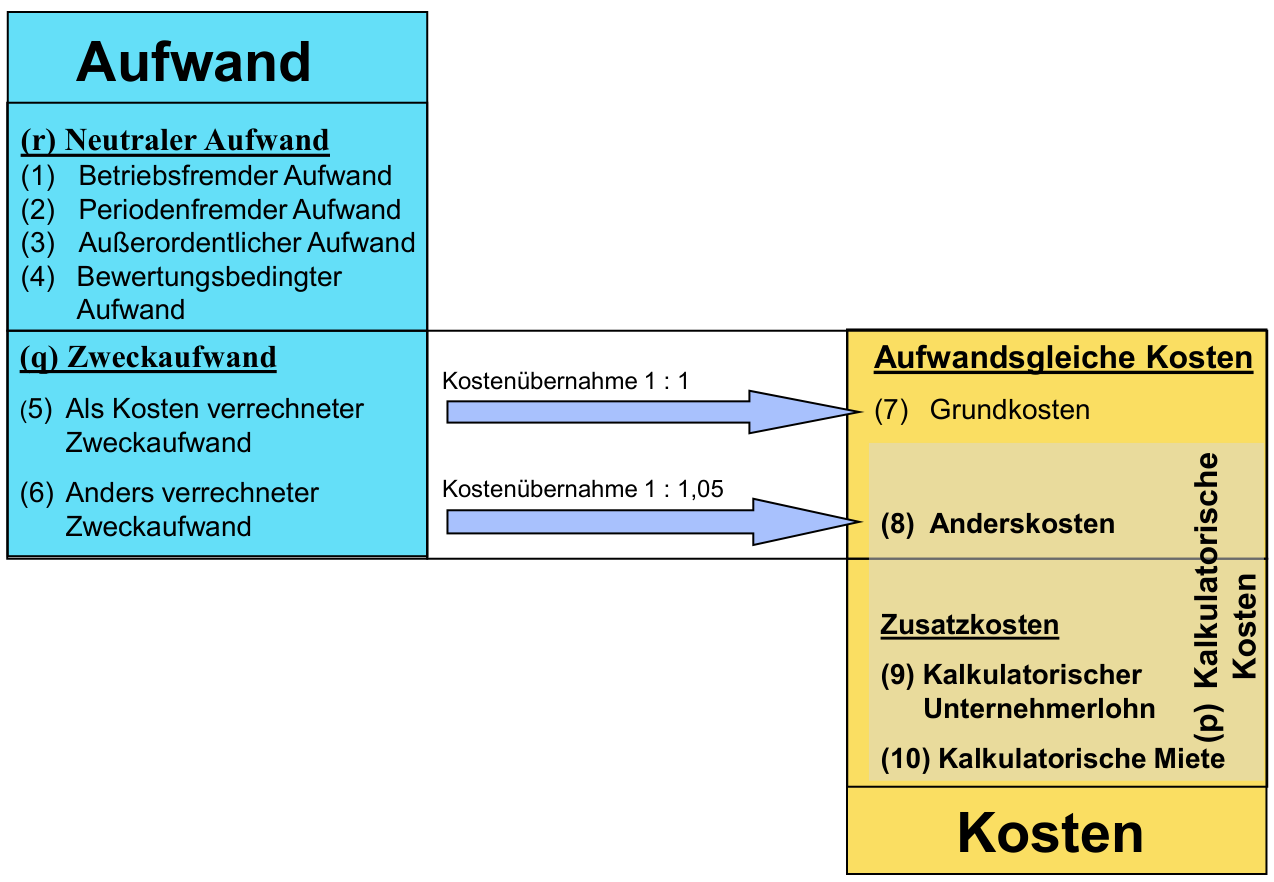 Aufwand
(r) Neutraler Aufwand
(1) Betriebsfremder Aufwand
(2) Periodenfremder Aufwand
(3) Außerordentlicher Aufwand
(4) Bewertungsbedingter
Aufwand
(q) Zweckaufwand
(5) Als Kosten verrechneter
Zweckaufwand
(6) Anders verrechneter
Zweckaufwand
Kostenübernahme 1 : 1
Kostenübernahme 1 : 1,05
Aufwandsgleiche Kosten
(7) Grundkosten
(8) Anderskosten
Zusatzkosten
(9) Kalkulatorischer
Unternehmerlohn
(10) Kalkulatorische Miete
(p) Kalkulatorische
Kosten
Kosten